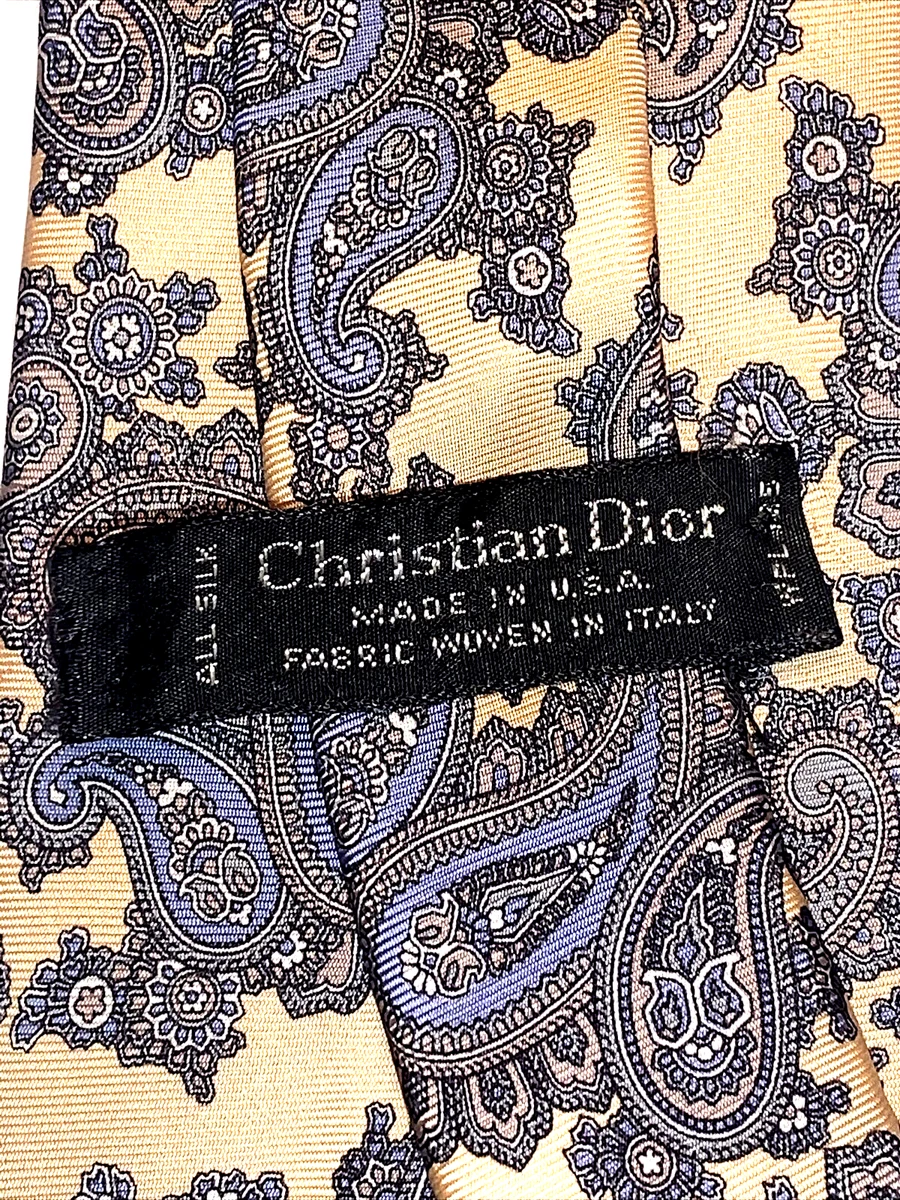 ALL SILK
Christian Dior
MADE IN U.S.A.
FABRIC WOVEN IN ITALY